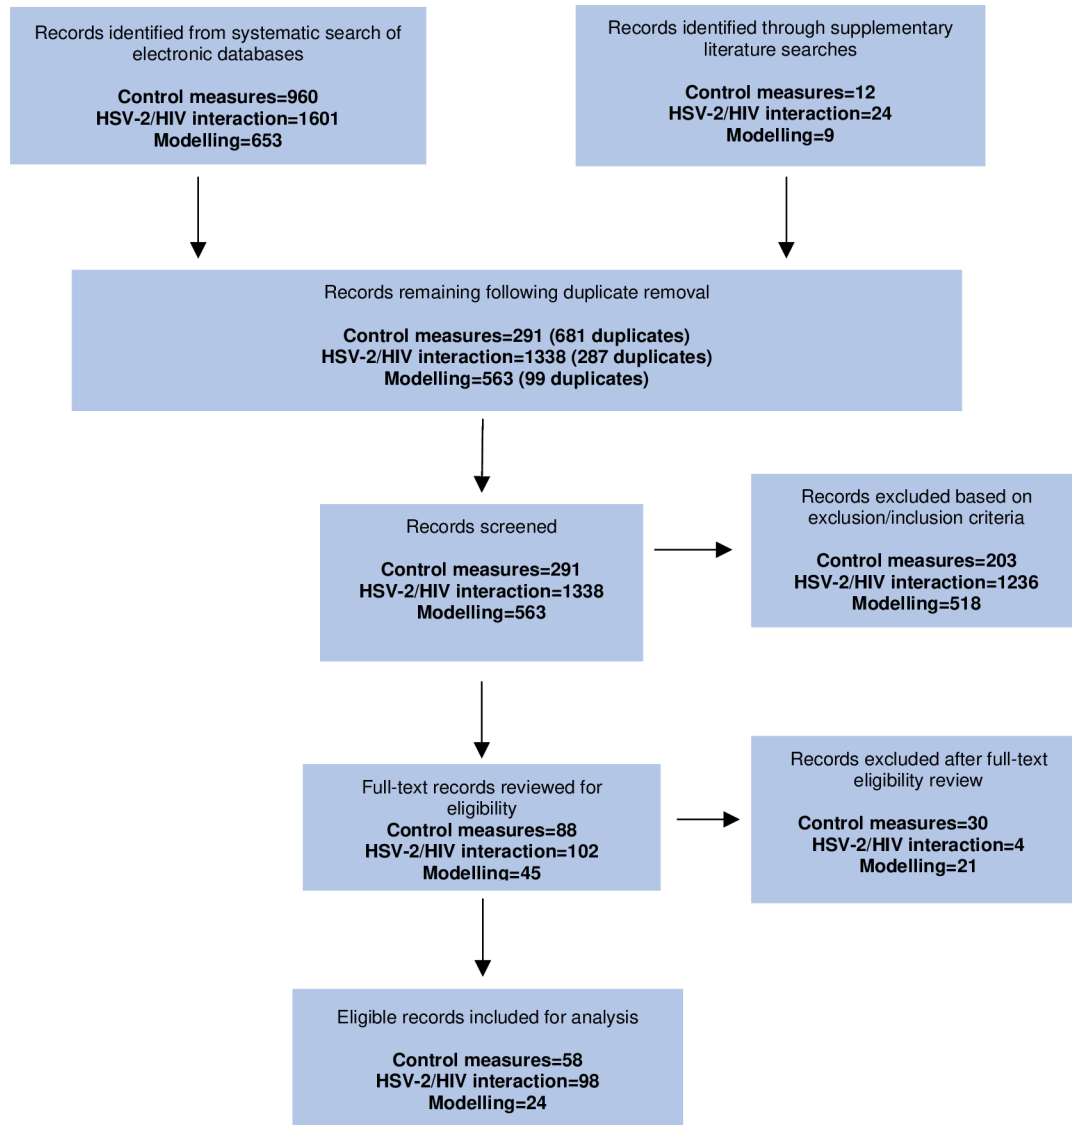 Records identified from systematic search of
electronic databases
Control measures=960
HSV-2/HIV interaction=1601
Modelling=653
Records identified through supplementary
literature searches
Control measures=12
HSV-2/HIV interaction=24
Modelling=9
Records remaining following duplicate removal
Control measures=291 (681 duplicates)
HSV-2/HIV interaction=1338 (287 duplicates)
Modelling=563 (99 duplicates)
Records screened
Control measures=291
HSV-2/HIV interaction=1338
Modelling=563
Records excluded based on
exclusion/inclusion criteria
Control measures=203
HSV-2/HIV interaction=1236
Modelling=518
Full-text records reviewed for
eligibility
Control measures=88
HSV-2/HIV interaction=102
Modelling=45
Records excluded after full-text
eligibility review
Control measures=30
HSV-2/HIV interaction=4
Modelling=21
Eligible records included for analysis
Control measures=58
HSV-2/HIV interaction=98
Modelling=24